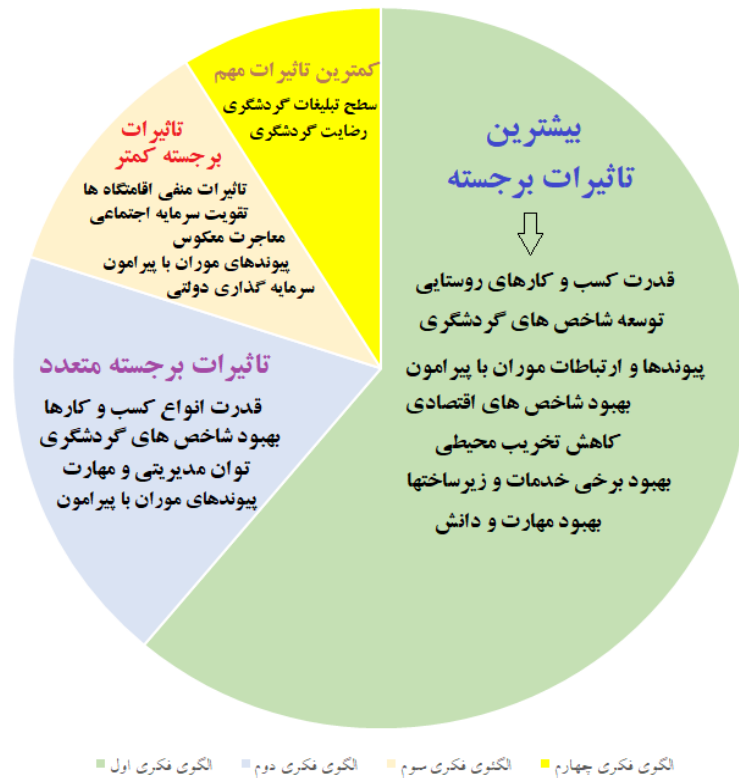 بیشترین
تاثیرات برجسته
قدرت کسب و کارهای روستایی
توسعه شاخص های گردشگری
پیوندها و ارتباطات موران با پیرامون
بهبود شاخص های اقتصادی
کاهش تخریب محیطی
بهبود برخی خدمات و زیرساختها
بهبود مهارت و دانش
کمترین تاثیرات مهم
سطح تبلیغات گردشگری
رضایت گردشگری
تاثیرات
برجسته کمتر
تاثیرات منفی اقامتگاه ها
تقویت سرمایه اجتماعی
معاجرت معکوس
پیوندهای موران با پیرامون
سرمایه گذاری دولتی
تاثیرات برجسته متعدد
قدرت انواع کسب و کارها
بهبود شاخص های گردشگری
توان مدیریتی و مهارت
پیوندهای موران با پیرامون
الگوی فکری چهارم
الگئوی فکری سوم
الگوی فکری دوم
الگوی فکری اول